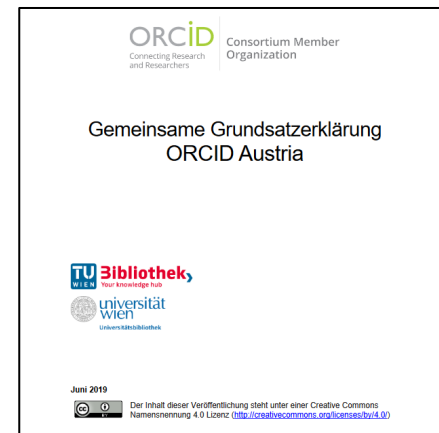 ORCID
Connecting Research
and Researchers
Consortium Member
Organization
Gemeinsame Grundsatzerklärung
ORCID Austria
TU
WIEN
Bibliothek
Your knowledge hub
universität
wien
Universitätsbibliothek
Juni 2019
cc
BY
Der Inhalt dieser Veröffentlichung steht unter einer Creative Commons
Namensnennung 4.0 Lizenz (http://creativecommons.org/licenses/by/4.0/)